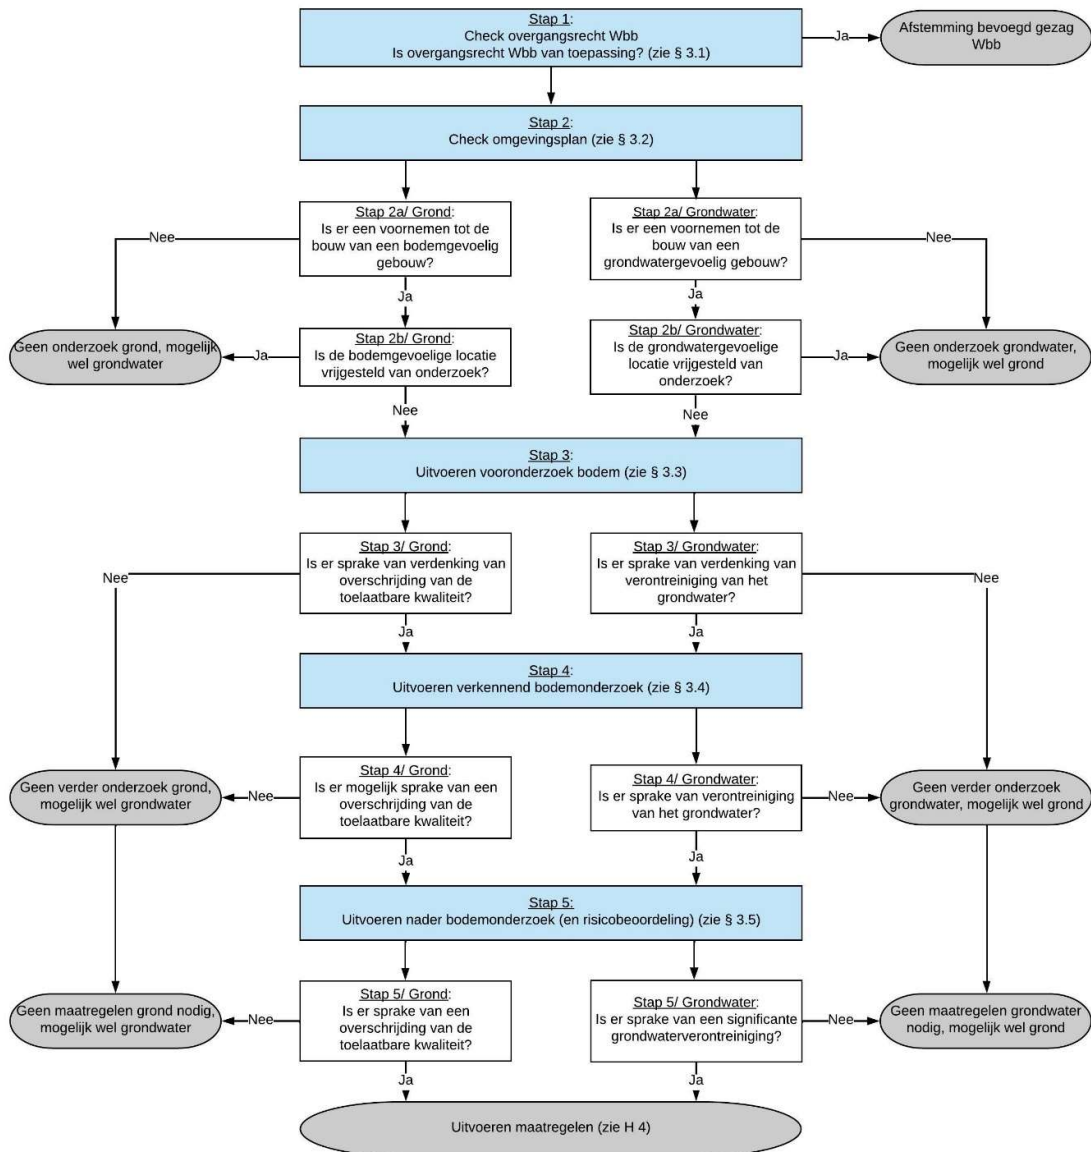 Stap 1:
Check overgangsrecht Wbb
Is overgangsrecht Wbb van toepassing? (zie § 3.1)
Ja
Afstemming bevoegd gezag
Wbb
Stap 2:
Check omgevingsplan (zie § 3.2)
Stap 2a/ Grond:
Is er een voornemen tot de
bouw van een bodemgevoelig
gebouw?
Nee
Ja
Stap 2a/ Grondwater:
Is er een voornemen tot de
bouw van een
grondwatergevoelig gebouw?
Nee
Ja
Geen onderzoek grond, mogelijk
wel grondwater
Ja
Stap 2b/ Grond:
Is de bodemgevoelige locatie
vrijgesteld van onderzoek?
Nee
Stap 2b/ Grondwater:
Is de grondwatergevoelige
locatie vrijgesteld van
onderzoek?
Ja
Nee
Geen onderzoek grondwater,
mogelijk wel grond
Stap 3:
Uitvoeren vooronderzoek bodem (zie § 3.3)
Stap 3/ Grond:
Is er sprake van verdenking van
overschrijding van de
toelaatbare kwaliteit?
Nee
Ja
Stap 3/ Grondwater:
Is er sprake van verdenking van
verontreiniging van het
grondwater?
Nee
Ja
Stap 4:
Uitvoeren verkennend bodemonderzoek (zie § 3.4)
Geen verder onderzoek grond,
mogelijk wel grondwater
Nee
Stap 4/ Grond:
Is er mogelijk sprake van een
overschrijding van de
toelaatbare kwaliteit?
Ja
Stap 4/ Grondwater:
Is er sprake van verontreiniging
van het grondwater?
Nee
Ja
Geen verder onderzoek
grondwater, mogelijk wel grond
Stap 5:
Uitvoeren nader bodemonderzoek (en risicobeoordeling) (zie § 3.5)
Geen maatregelen grond nodig,
mogelijk wel grondwater
Nee
Stap 5/ Grond:
Is er sprake van een
overschrijding van de
toelaatbare kwaliteit?
Ja
Stap 5/ Grondwater:
Is er sprake van een significante
grondwaterverontreiniging?
Nee
Ja
Geen maatregelen grondwater
nodig, mogelijk wel grond
Uitvoeren maatregelen (zie H 4)